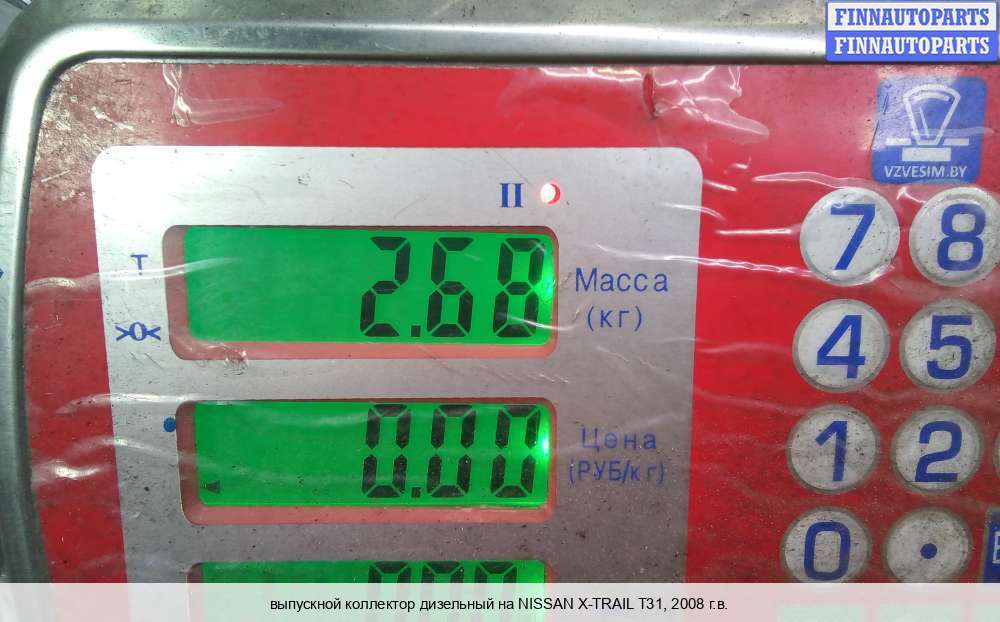 FINNAUTOPARTS
FINNAUTOPARTS
VZVESIM.BY
II
7 8
T
2.68
Масса
(кг)
>0<
4 5
0.00
Цена
(РУБ/кг)
1 2
0 .
выпускной коллектор дизельный на NISSAN X-TRAIL T31, 2008 г.в.